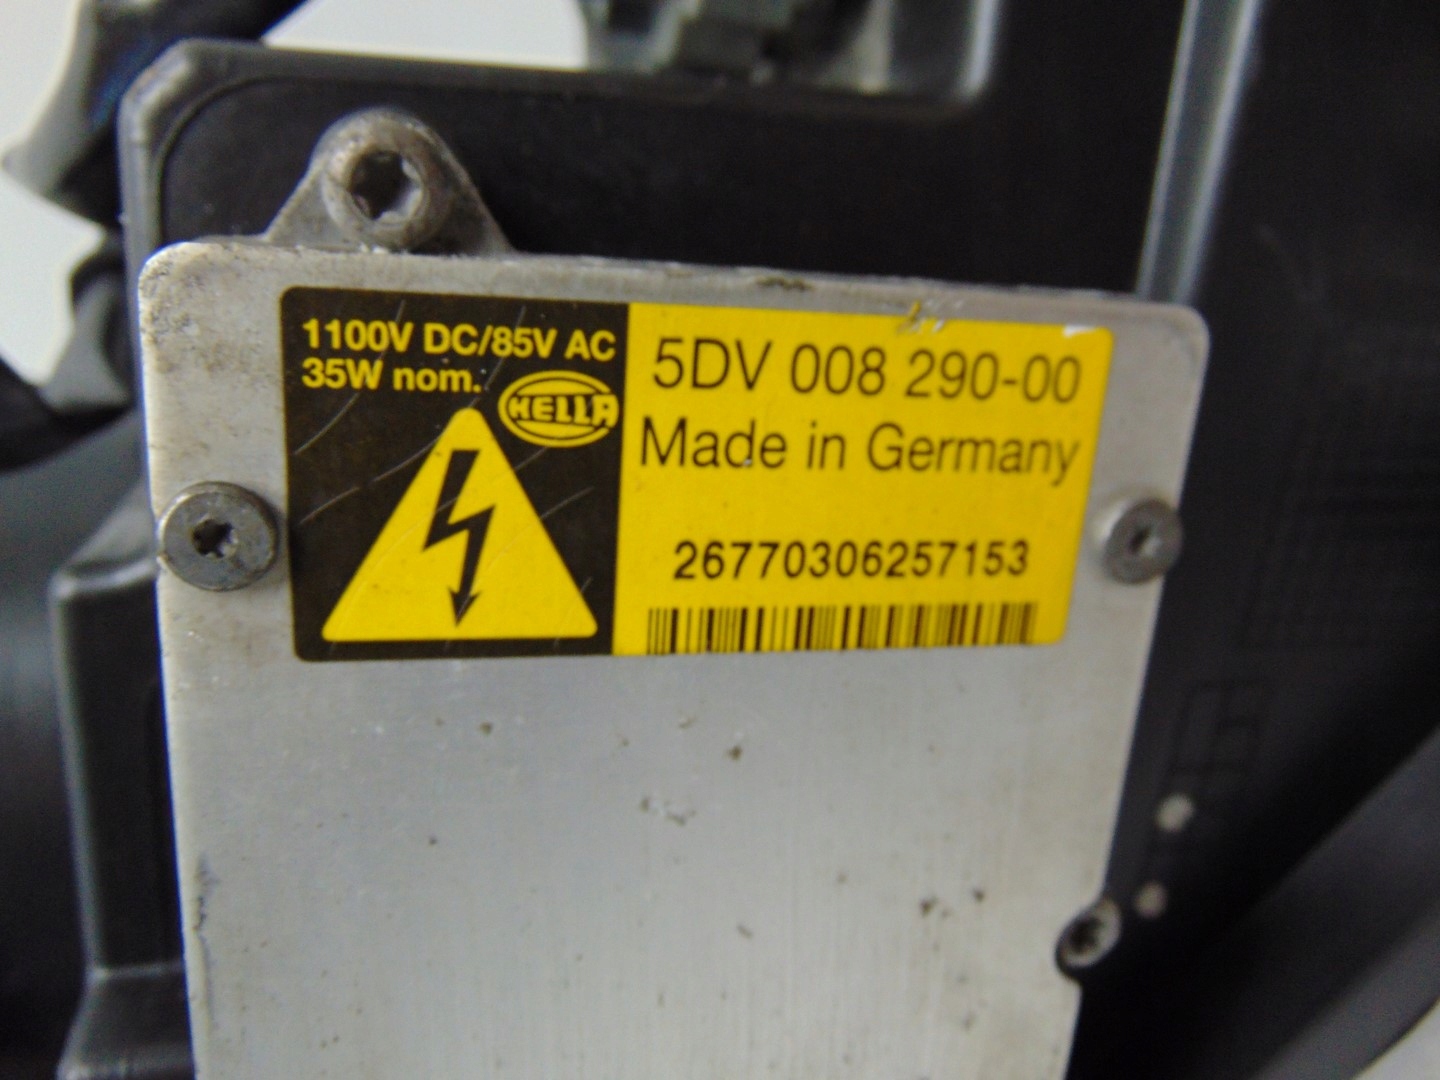 1100V DC/85V AC
35W nom.
HELLA
5DV 008 290-00
Made in Germany
26770306257153